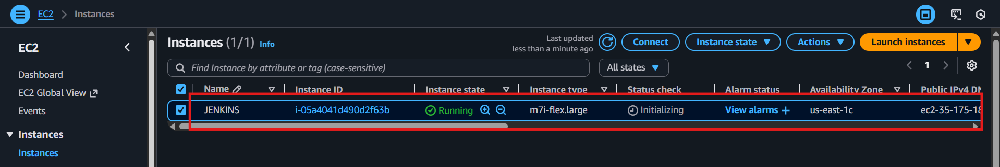 EC2 > Instances
EC2
Dashboard
EC2 Global View
Events
Instances
Instances
Instances (1/1) Info
Last updated
less than a minute ago
Connect
Instance state
Actions
Launch instances
Find Instance by attribute or tag (case-sensitive)
All states
1
Name Instance ID Instance state Instance type Status check Alarm status Availability Zone Public IPv4 DN
JENKINS i-05a4041d490d2f63b Running m7i-flex.large Initializing View alarms + us-east-1c ec2-35-175-18